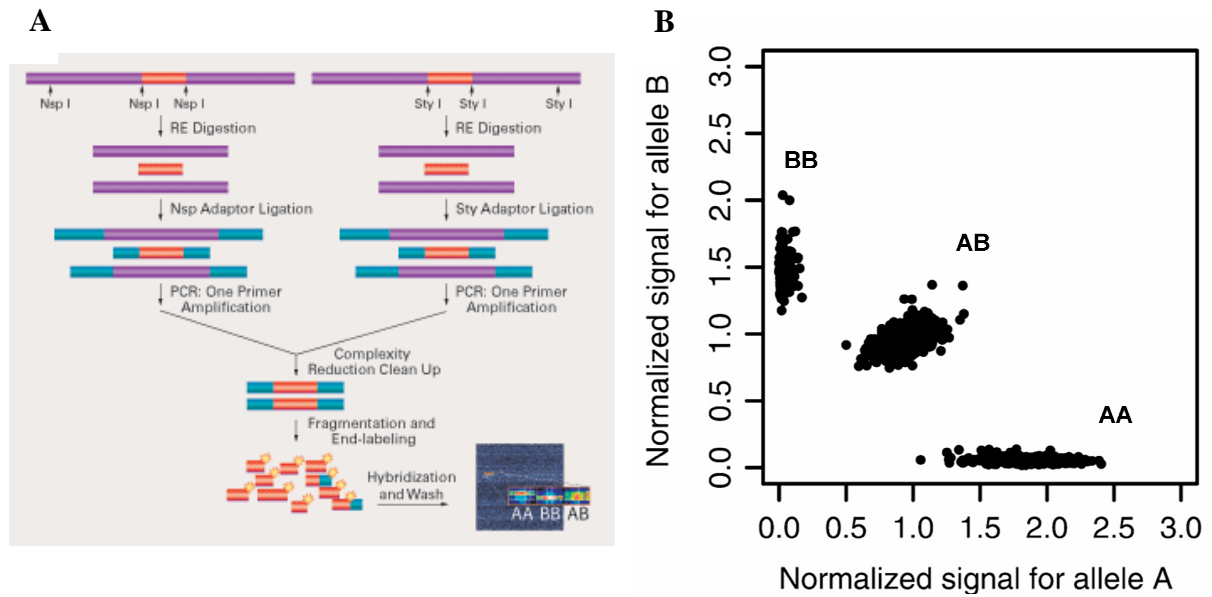 A
Nsp I Nsp I Nsp I
Sty I Sty I Sty I
RE Digestion
RE Digestion
Nsp Adaptor Ligation
Sty Adaptor Ligation
PCR: One Primer
Amplification
PCR: One Primer
Amplification
Complexity
Reduction Clean Up
Fragmentation and
End-labeling
Hybridization
and Wash
AA BB AB
B
Normalized signal for allele B
3.0
2.5
2.0
1.5
1.0
0.5
0.0
BB
AB
AA
0.0 0.5 1.0 1.5 2.0 2.5 3.0
Normalized signal for allele A